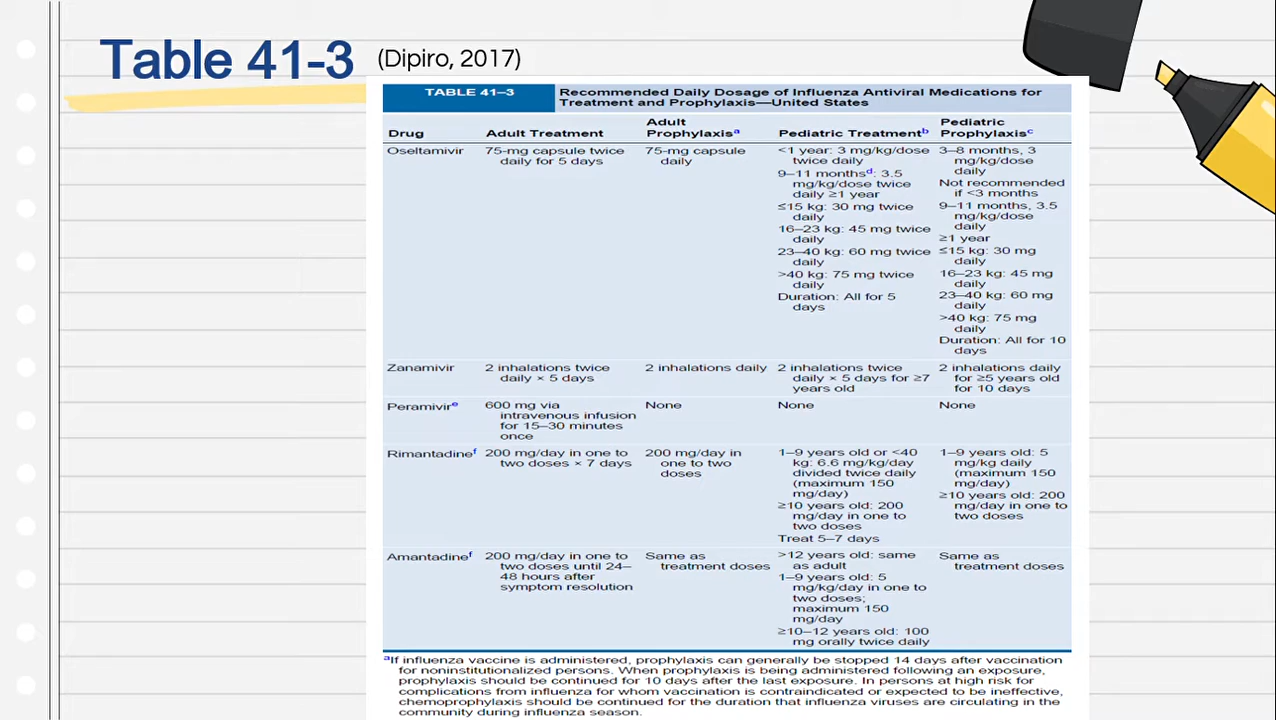 Table 41-3 (Dipiro, 2017)
TABLE 41–3 Recommended Daily Dosage of Influenza Antiviral Medications for
Treatment and Prophylaxis—United States
Drug
Adult Treatment
Adult
Prophylaxisa
Pediatric Treatmentb
Pediatric
Prophylaxisc
Oseltamivir
75-mg capsule twice
daily for 5 days
75-mg capsule
daily
<1 year: 3 mg/kg/dose
twice daily
9–11 monthsd: 3.5
mg/kg/dose twice
daily ≥1 year
≤15 kg: 30 mg twice
daily
16–23 kg: 45 mg twice
daily
23–40 kg: 60 mg twice
daily
>40 kg: 75 mg twice
daily
Duration: All for 5
days
3–8 months, 3
mg/kg/dose
daily
Not recommended
if <3 months
9–11 months, 3.5
mg/kg/dose
daily
≥1 year
≤15 kg: 30 mg
daily
16–23 kg: 45 mg
daily
23–40 kg: 60 mg
daily
>40 kg: 75 mg
daily
Duration: All for 10
days
Zanamivir
2 inhalations twice
daily × 5 days
2 inhalations daily
2 inhalations twice
daily × 5 days for ≥7
years old
2 inhalations daily
for ≥5 years old
for 10 days
Peramivire
600 mg via
intravenous infusion
for 15–30 minutes
once
None
None
None
Rimantadinef
200 mg/day in one to
two doses × 7 days
200 mg/day in
one to two
doses
1–9 years old or <40
kg: 6.6 mg/kg/day
divided twice daily
(maximum 150
mg/day)
≥10 years old: 200
mg/day in one to
two doses
Treat 5–7 days
1–9 years old: 5
mg/kg daily
(maximum 150
mg/day)
≥10 years old: 200
mg/day in one to
two doses
Amantadinef
200 mg/day in one to
two doses until 24–
48 hours after
symptom resolution
Same as
treatment doses
>12 years old: same
as adult
1–9 years old: 5
mg/kg/day in one to
two doses;
maximum 150
mg/day
≥10–12 years old: 100
mg orally twice daily
Same as
treatment doses
aIf influenza vaccine is administered, prophylaxis can generally be stopped 14 days after vaccination
for noninstitutionalized persons. When prophylaxis is being administered following an exposure,
prophylaxis should be continued for 10 days after the last exposure. In persons at high risk for
complications from influenza for whom vaccination is contraindicated or expected to be ineffective,
chemoprophylaxis should be continued for the duration that influenza viruses are circulating in the
community during influenza season.